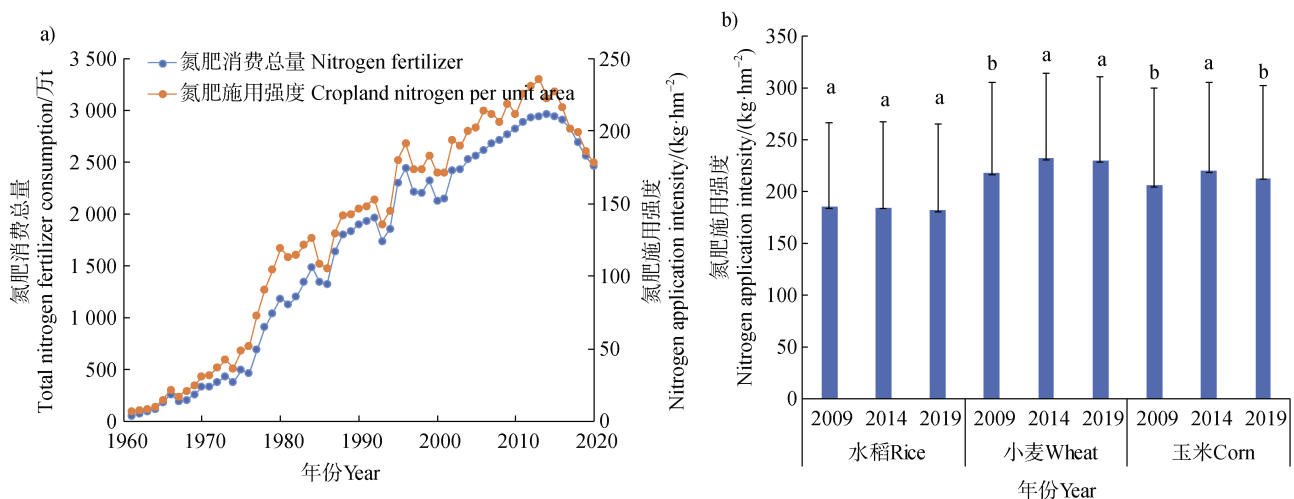 a)
氮肥消费总量 Nitrogen fertilizer
氮肥施用强度 Cropland nitrogen per unit area
氮肥消费总量
Total nitrogen fertilizer consumption/万t
3 500
3 000
2 500
2 000
1 500
1 000
500
0
250
200
150
100
50
0
氮肥施用强度
Nitrogen application intensity/(kg·hm⁻²)
1960 1970 1980 1990 2000 2010 2020
年份Year
b)
氮肥施用强度
Nitrogen application intensity/(kg·hm⁻²)
350
300
250
200
150
100
50
0
a a a b a a b a b
2009 2014 2019 2009 2014 2019 2009 2014 2019
水稻Rice 小麦Wheat 玉米Corn
年份Year